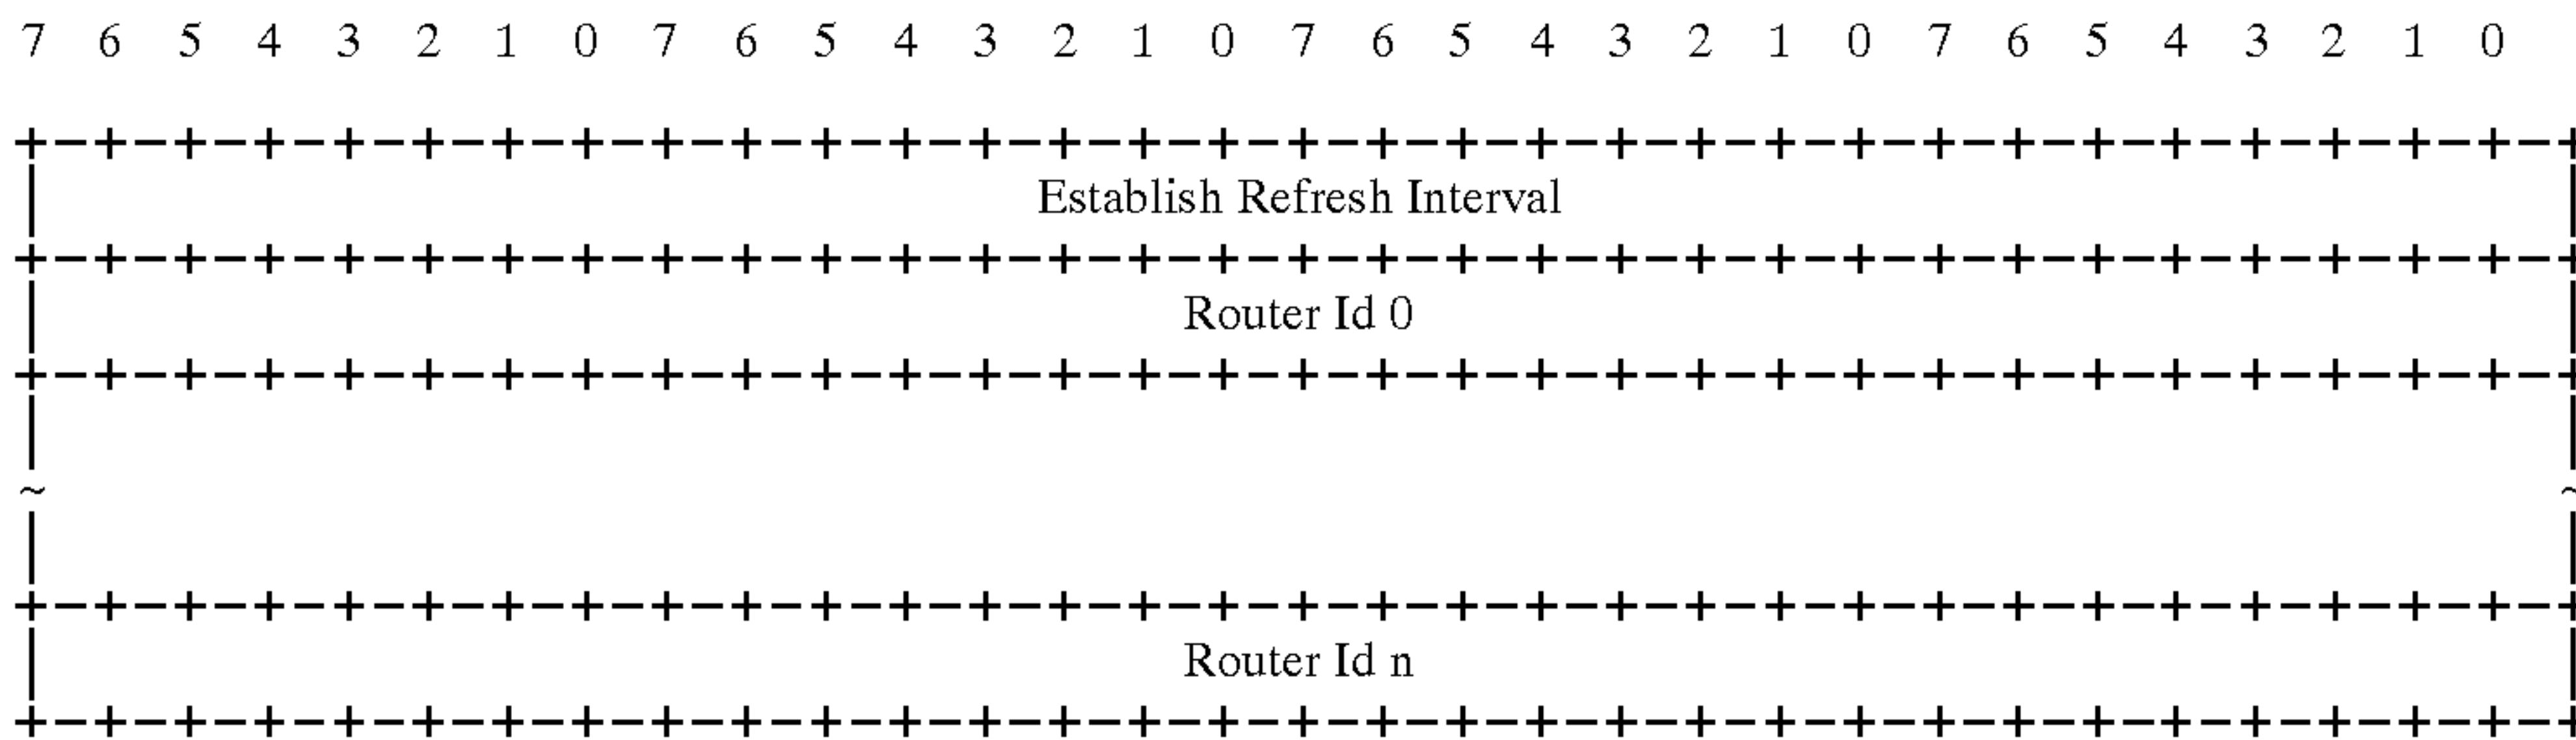 7 6 5 4 3 2 1 0 7 6 5 4 3 2 1 0 7 6 5 4 3 2 1 0 7 6 5 4 3 2 1 0
+-+-+-+-+-+-+-+-+-+-+-+-+-+-+-+-+-+-+-+-+-+-+-+-+-+-+-+-+-+-+-+-+
| Establish Refresh Interval |
+-+-+-+-+-+-+-+-+-+-+-+-+-+-+-+-+-+-+-+-+-+-+-+-+-+-+-+-+-+-+-+-+
| Router Id 0 |
+-+-+-+-+-+-+-+-+-+-+-+-+-+-+-+-+-+-+-+-+-+-+-+-+-+-+-+-+-+-+-+-+
| |
~ ~
| |
+-+-+-+-+-+-+-+-+-+-+-+-+-+-+-+-+-+-+-+-+-+-+-+-+-+-+-+-+-+-+-+-+
| Router Id n |
+-+-+-+-+-+-+-+-+-+-+-+-+-+-+-+-+-+-+-+-+-+-+-+-+-+-+-+-+-+-+-+-+